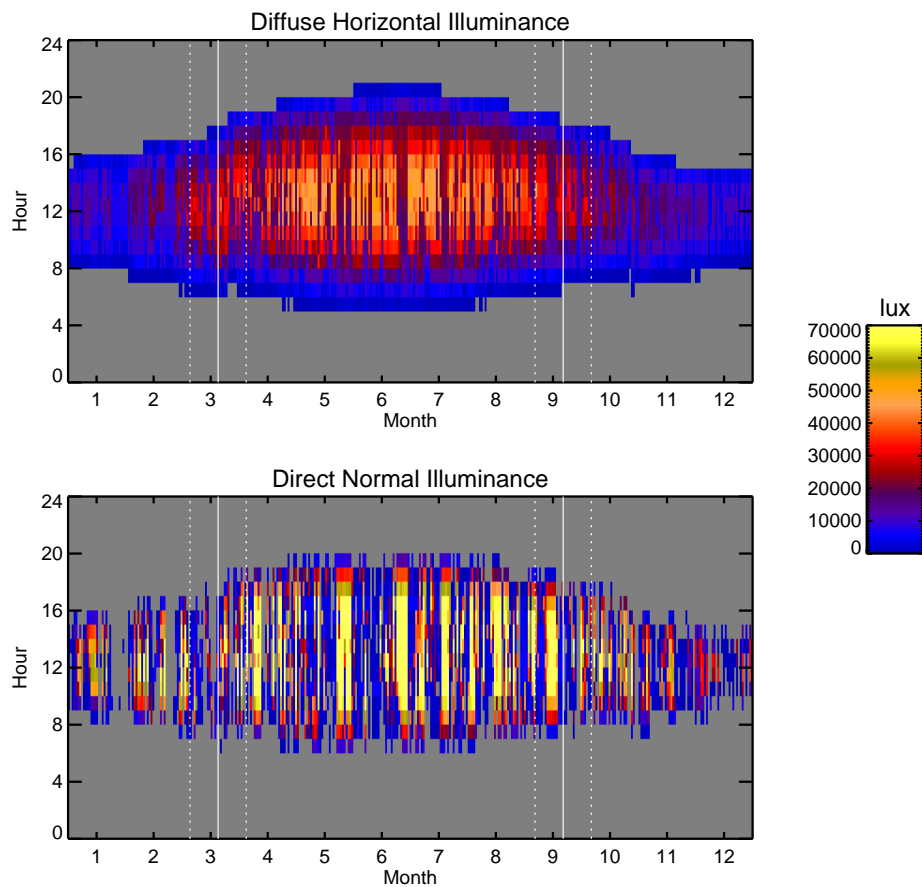 Diffuse Horizontal Illuminance
24
20
16
12
8
4
0
Hour
1 2 3 4 5 6 7 8 9 10 11 12
Month
lux
70000
60000
50000
40000
30000
20000
10000
0
Direct Normal Illuminance
24
20
16
12
8
4
0
Hour
1 2 3 4 5 6 7 8 9 10 11 12
Month